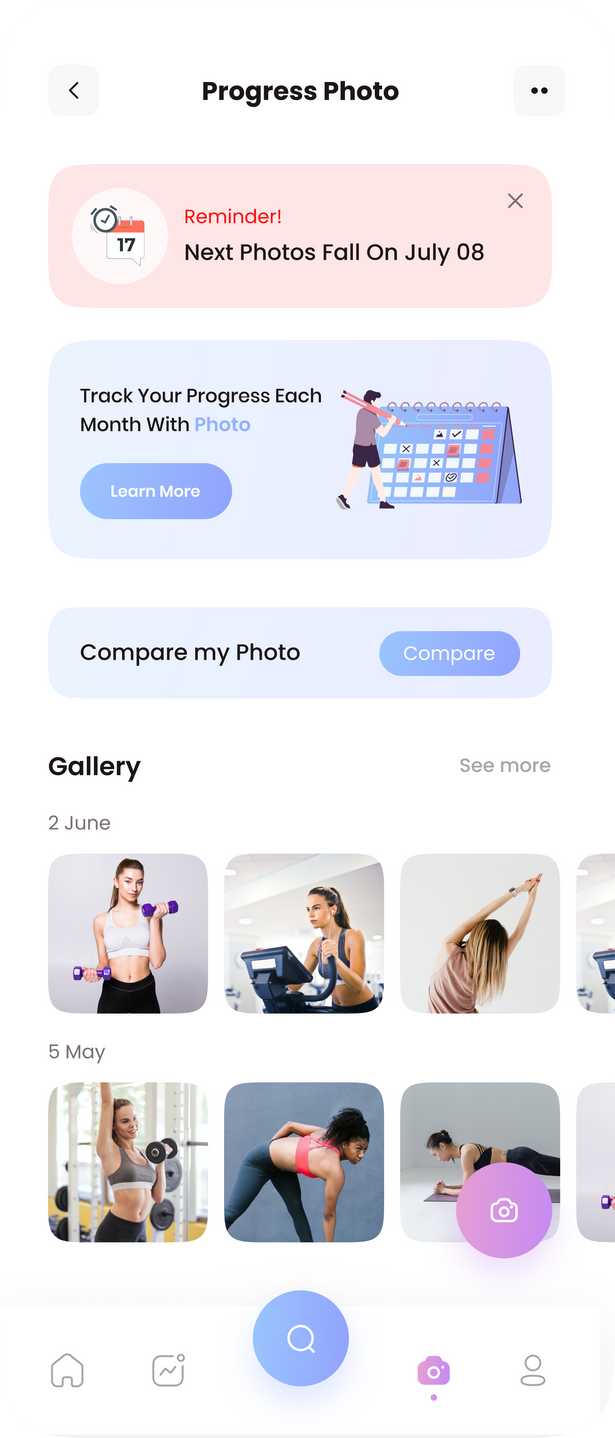 Progress Photo
17
Reminder!
Next Photos Fall On July 08
Track Your Progress Each
Month With Photo
Learn More
Compare my Photo
Compare
Gallery
See more
2 June
5 May